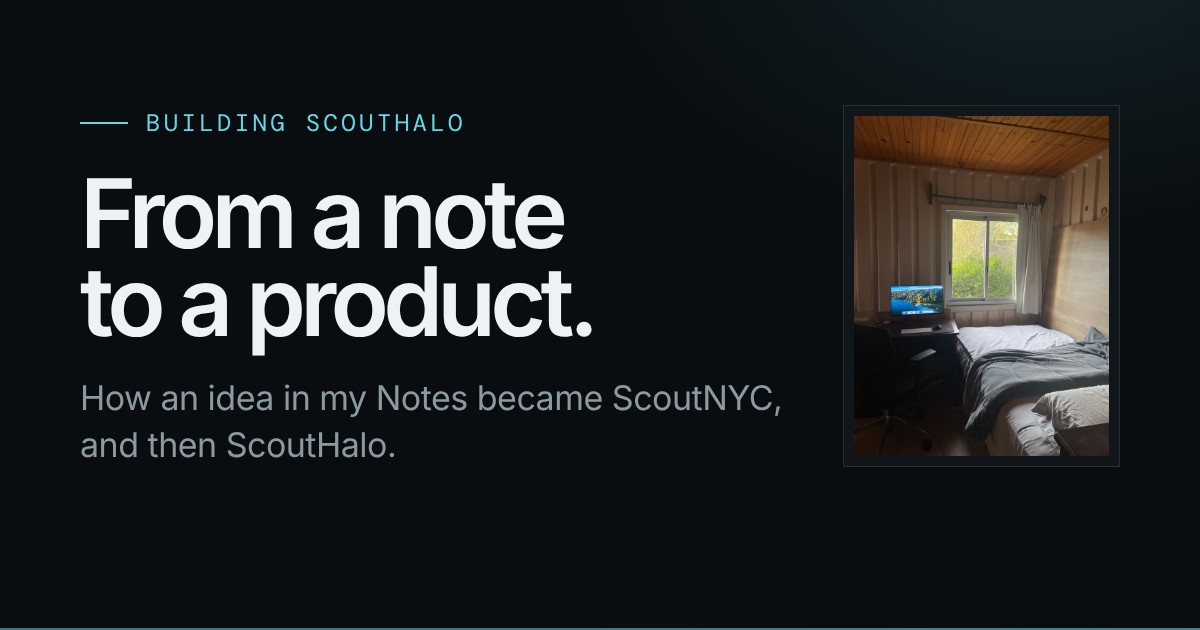 BUILDING SCOUTHALO
From a note
to a product.
How an idea in my Notes became ScoutNYC,
and then ScoutHalo.